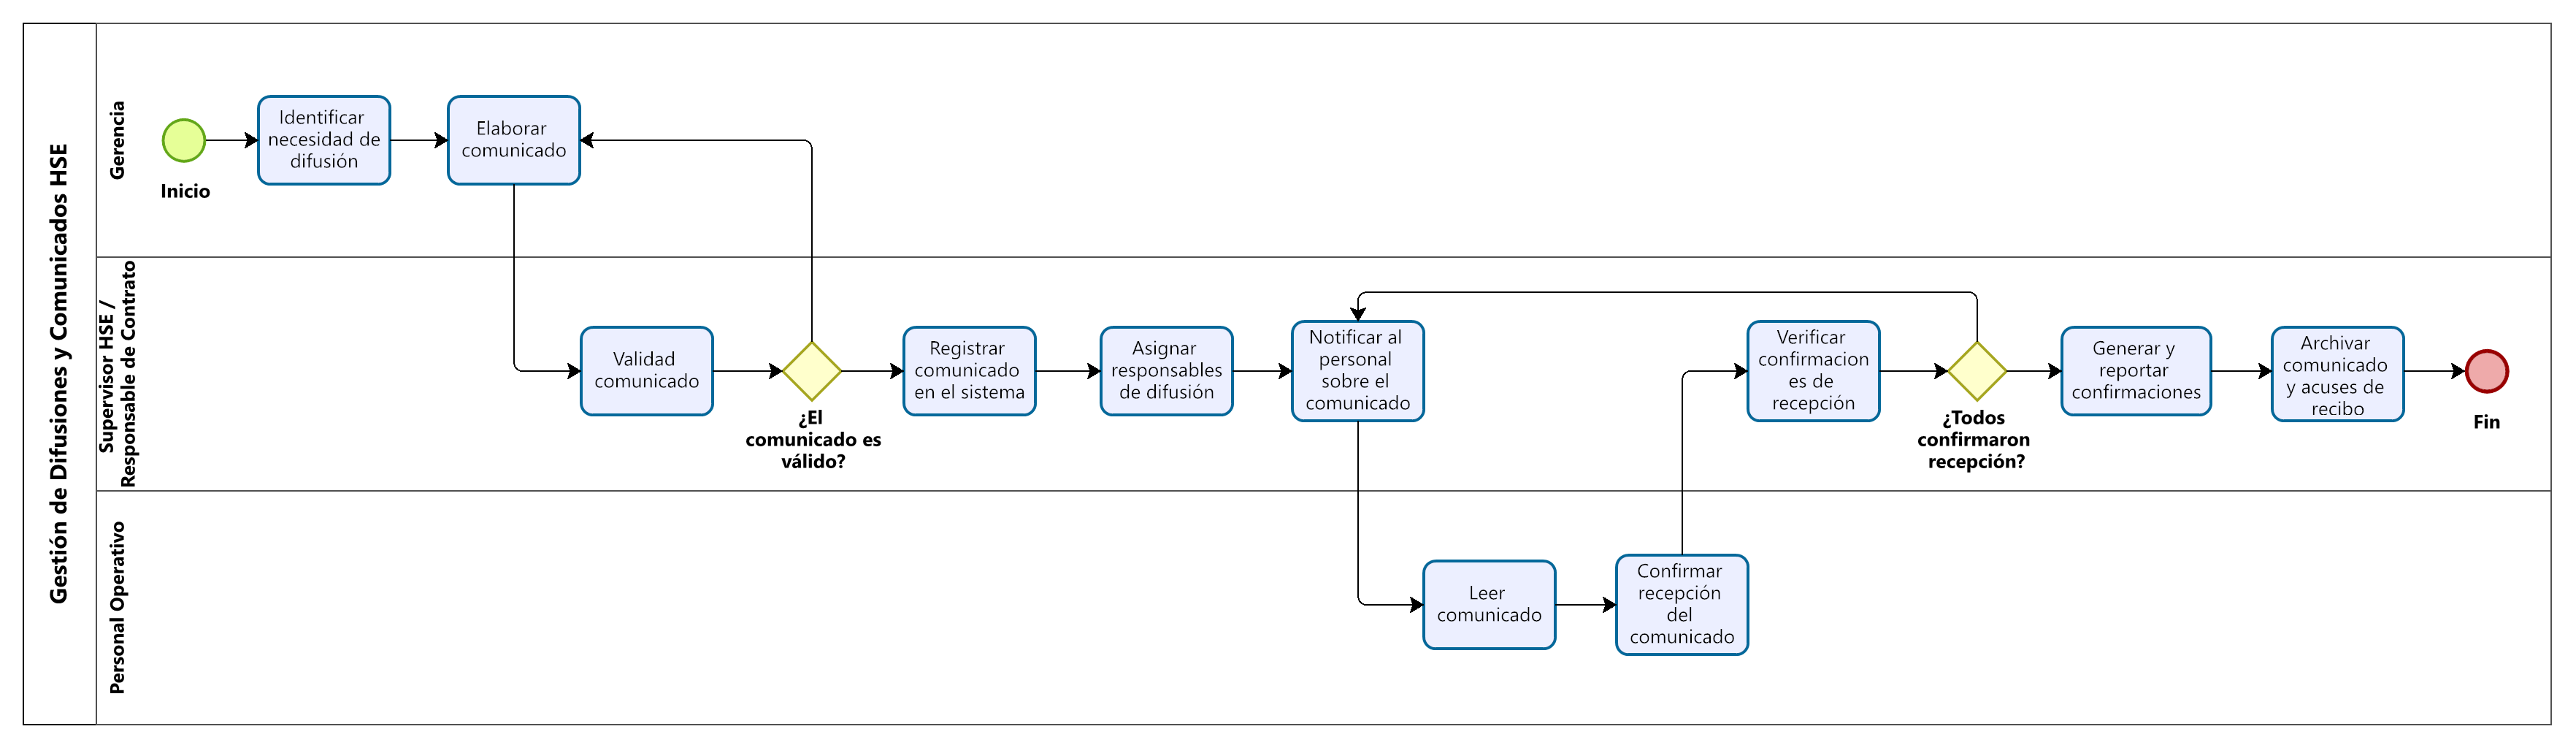 Gestión de Difusiones y Comunicados HSE
Gerencia
Inicio
Identificar
necesidad de
difusión
Elaborar
comunicado
Supervisor HSE /
Responsable de Contrato
Validad
comunicado
¿El
comunicado es
válido?
Registrar
comunicado
en el sistema
Asignar
responsables
de difusión
Notificar al
personal
sobre el
comunicado
Verificar
confirmacion
es de
recepción
¿Todos
confirmaron
recepción?
Generar y
reportar
confirmaciones
Archivar
comunicado
y acuses de
recibo
Fin
Personal Operativo
Leer
comunicado
Confirmar
recepción
del
comunicado